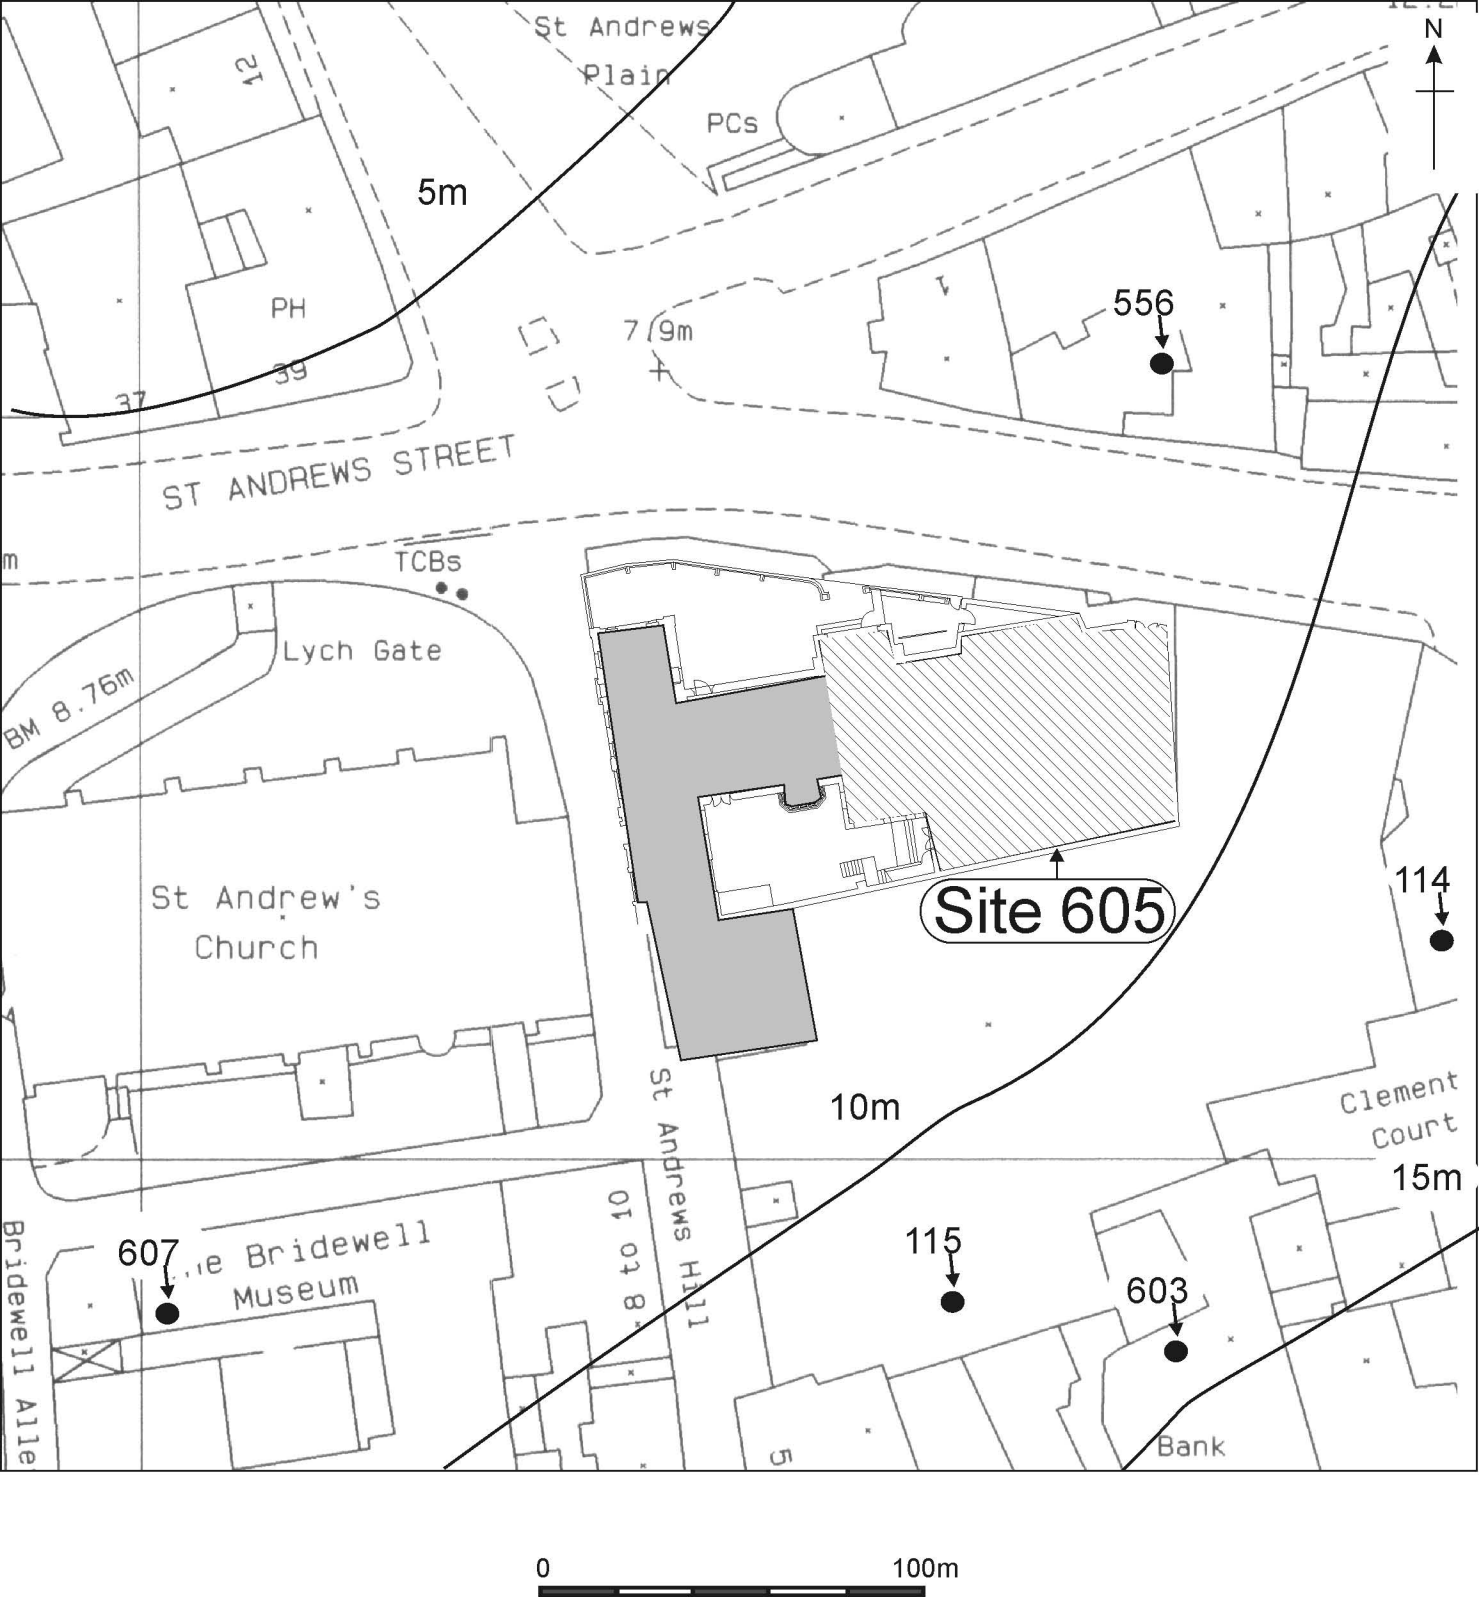 St Andrews
Plain
N
12
PCs
5m
PH
39
37
7.9m
1
556
ST ANDREWS STREET
m
TCBs
Lych Gate
BM 8.76m
St Andrew's
Church
Site 605
114
10m
Clement
Court
15m
St Andrews Hill
10 to 8
Bridewell Alle
607
e Bridewell
Museum
115
603
5
Bank
0 100m